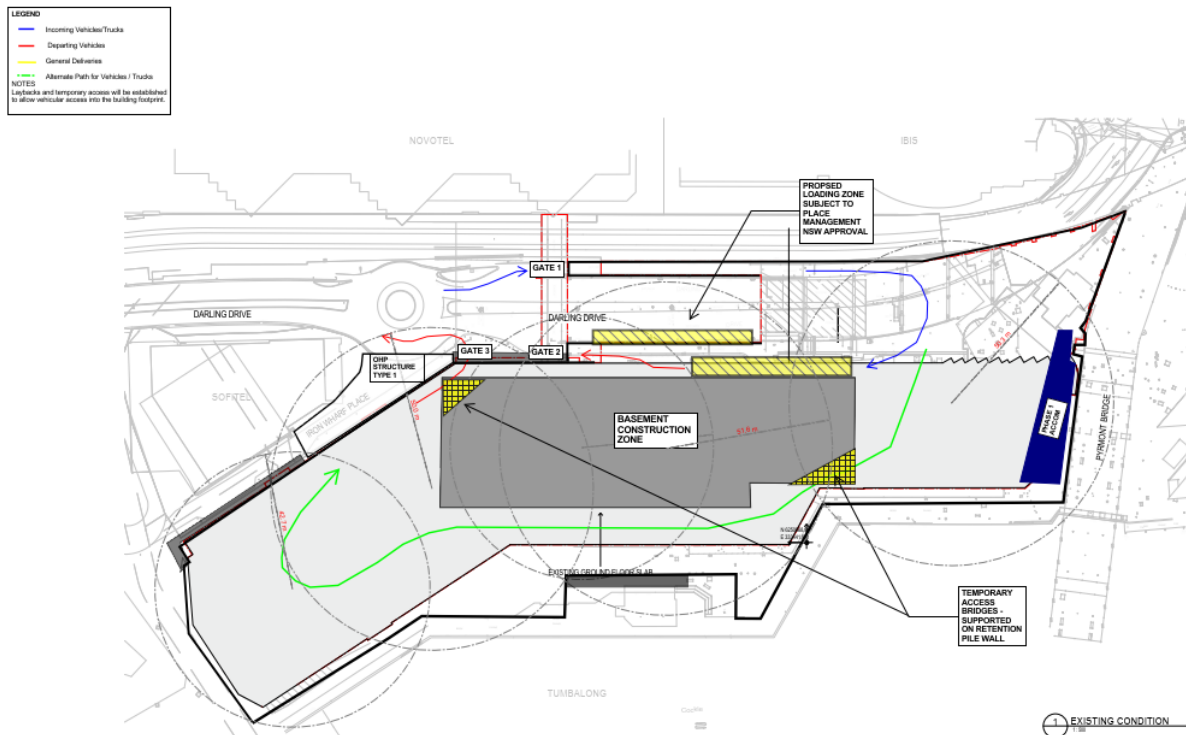 LEGEND
Incoming Vehicles/Trucks
Departing Vehicles
General Deliveries
Alternate Path for Vehicles / Trucks
NOTES
Laybacks and temporary access will be established
to allow vehicular access into the building footprint.
NOVOTEL
IBIS
PROPSED
LOADING ZONE
SUBJECT TO
PLACE
MANAGEMENT
NSW APPROVAL
GATE 1
DARLING DRIVE
DARLING DRIVE
GATE 3
GATE 2
OHP
STRUCTURE
TYPE 1
SOFITEL
IRON WHARF PLACE
BASEMENT
CONSTRUCTION
ZONE
51.8 m
PHASE 1
ACCOM
PYRMONT BRIDGE
42.7 m
EXISTING GROUND FLOOR SLAB
TEMPORARY
ACCESS
BRIDGES -
SUPPORTED
ON RETENTION
PILE WALL
TUMBALONG
1
EXISTING CONDITION